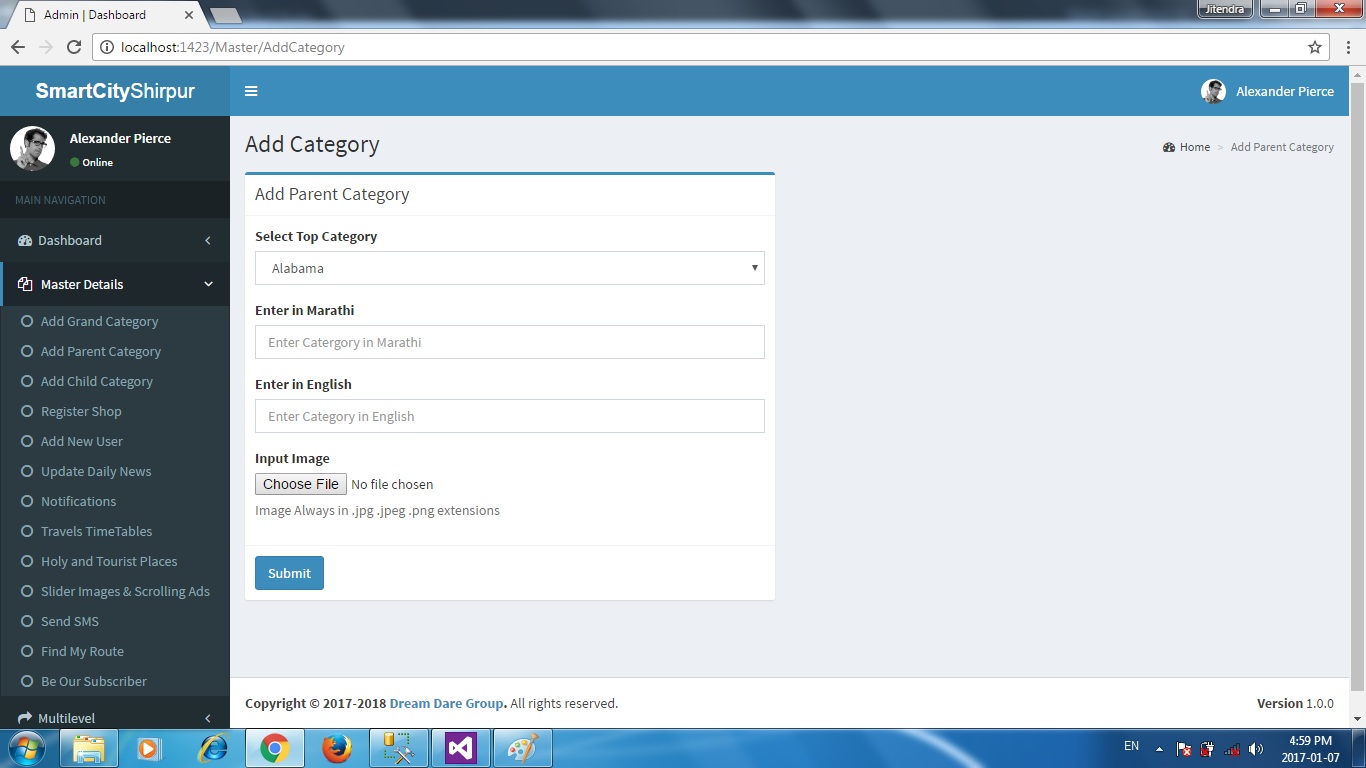 Admin | Dashboard
Jitendra
localhost:1423/Master/AddCategory
SmartCityShirpur
Alexander Pierce
Alexander Pierce
Online
MAIN NAVIGATION
Dashboard
Master Details
Add Grand Category
Add Parent Category
Add Child Category
Register Shop
Add New User
Update Daily News
Notifications
Travels TimeTables
Holy and Tourist Places
Slider Images & Scrolling Ads
Send SMS
Find My Route
Be Our Subscriber
Multilevel
Add Category
Home > Add Parent Category
Add Parent Category
Select Top Category
Alabama
Enter in Marathi
Enter Catergory in Marathi
Enter in English
Enter Category in English
Input Image
Choose File No file chosen
Image Always in .jpg .jpeg .png extensions
Submit
Copyright © 2017-2018 Dream Dare Group. All rights reserved.
Version 1.0.0
EN
4:59 PM
2017-01-07